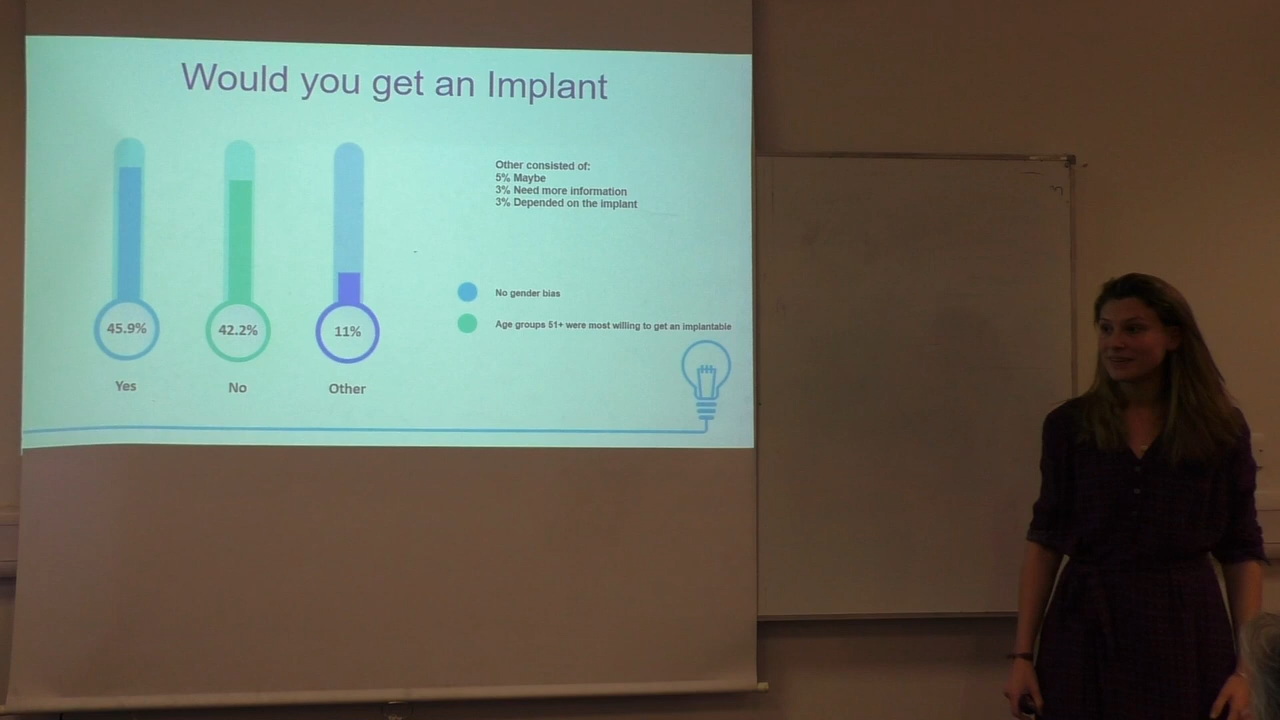 Would you get an Implant
Other consisted of:
5% Maybe
3% Need more information
3% Depended on the implant
No gender bias
Age groups 51+ were most willing to get an implantable
45.9%
42.2%
11%
Yes
No
Other